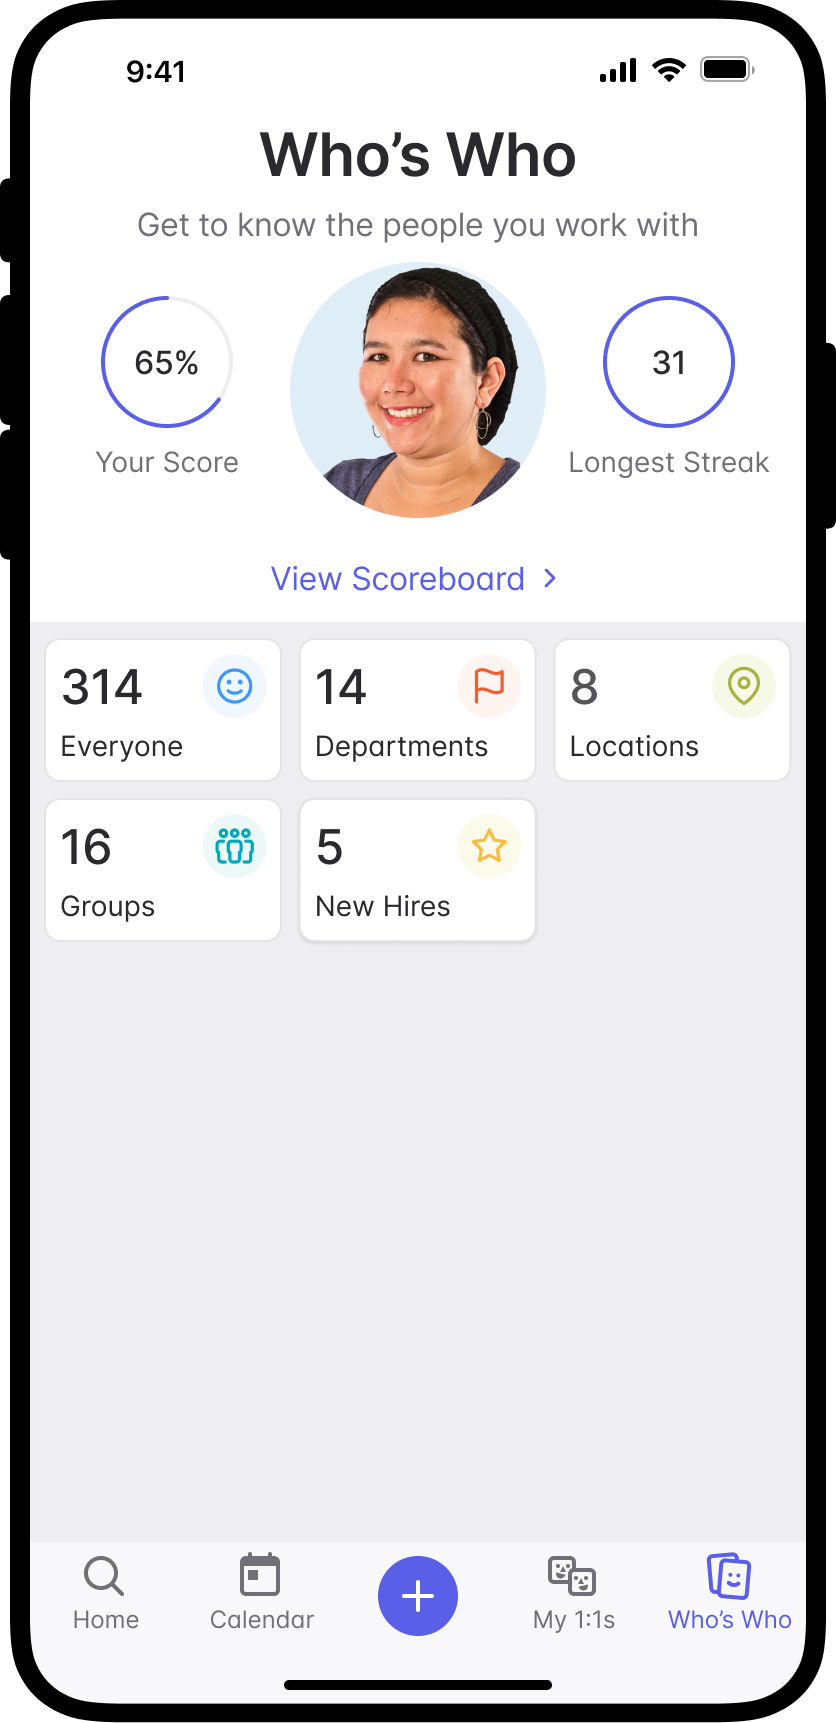 9:41
Who’s Who
Get to know the people you work with
65%
Your Score
31
Longest Streak
View Scoreboard
314
Everyone
14
Departments
8
Locations
16
Groups
5
New Hires
Home
Calendar
My 1:1s
Who’s Who